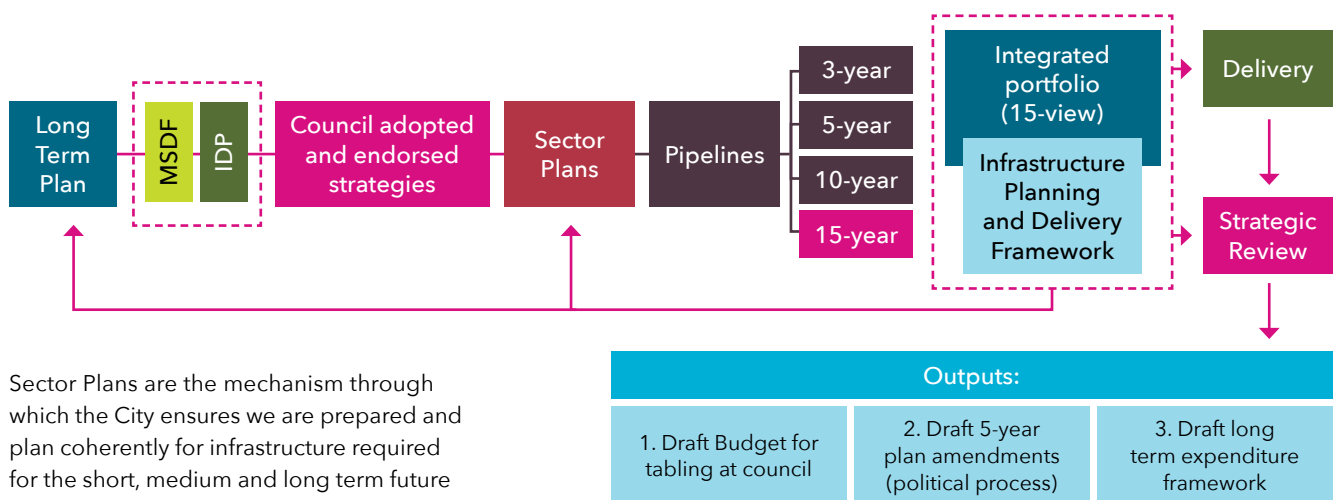 Long
Term
Plan
MSDF
IDP
Council adopted
and endorsed
strategies
Sector
Plans
Pipelines
3-year
5-year
10-year
15-year
Integrated
portfolio
(15-view)
Infrastructure
Planning
and Delivery
Framework
Delivery
Strategic
Review
Sector Plans are the mechanism through
which the City ensures we are prepared and
plan coherently for infrastructure required
for the short, medium and long term future
Outputs:
1. Draft Budget for
tabling at council
2. Draft 5-year
plan amendments
(political process)
3. Draft long
term expenditure
framework